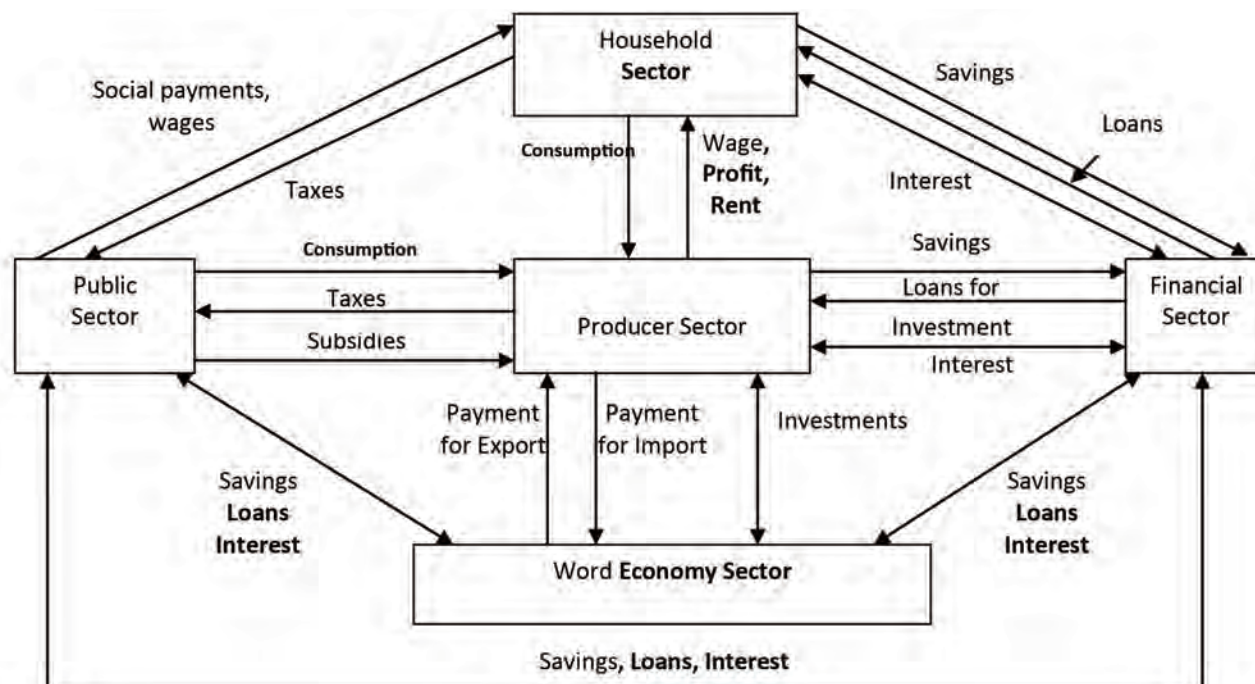 Household
Sector
Social payments,
wages
Savings
Loans
Consumption
Wage,
Profit,
Rent
Interest
Taxes
Public
Sector
Consumption
Taxes
Subsidies
Producer Sector
Savings
Loans for
Investment
Interest
Financial
Sector
Payment
for Export
Payment
for Import
Investments
Savings
Loans
Interest
Savings
Loans
Interest
Word Economy Sector
Savings, Loans, Interest